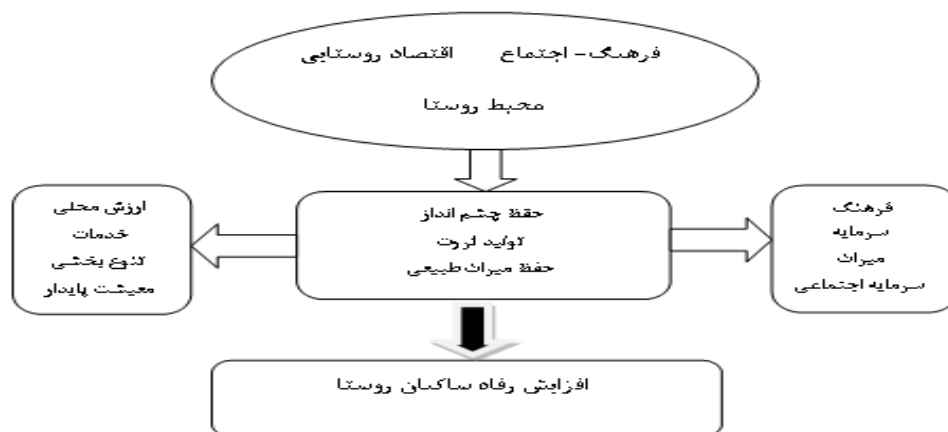 فرهنگ- اجتماع اقتصاد روستایی
محیط روستا
فرهنگ
سرمایه
میراث
سرمایه اجتماعی
حفظ چشم انداز
تولید ثروت
حفظ میراث طبیعی
ارزش محلی
خدمات
تنوع بخشی
معیشت پایدار
افزایش رفاه ساکنان روستا